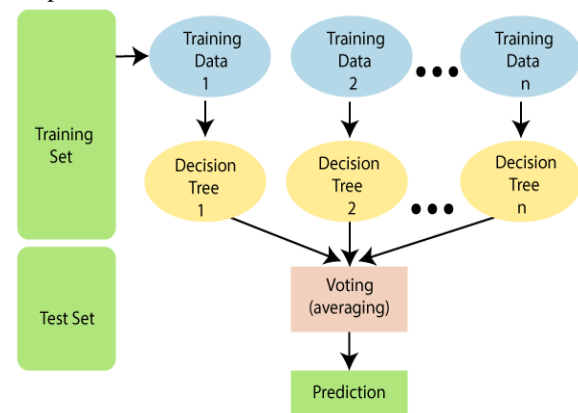 Training
Set
Test Set
Training
Data
1
Training
Data
2
Training
Data
n
Decision
Tree
1
Decision
Tree
2
Decision
Tree
n
Voting
(averaging)
Prediction